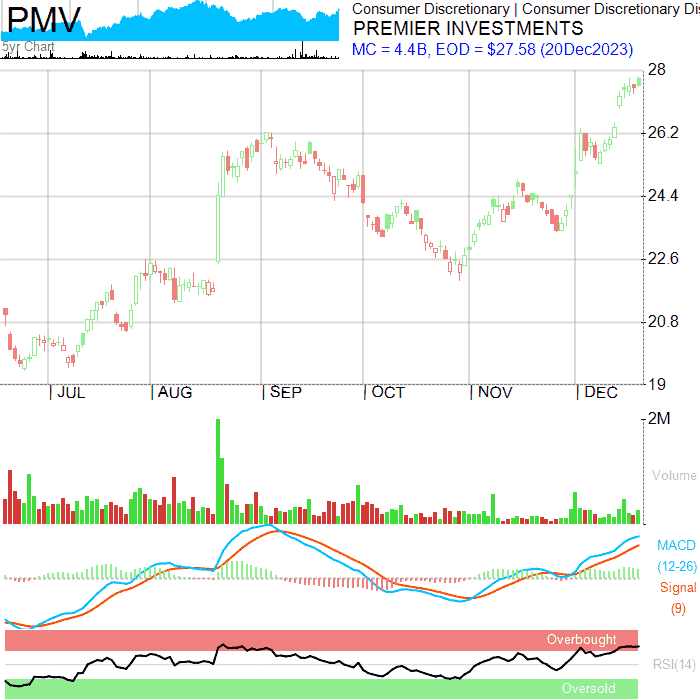 PMV
5yr Chart
Consumer Discretionary | Consumer Discretionary Dis
PREMIER INVESTMENTS
MC = 4.4B, EOD = $27.58 (20Dec2023)
28
26.2
24.4
22.6
20.8
19
JUL AUG SEP OCT NOV DEC
2M
Volume
MACD
(12-26)
Signal
(9)
Overbought
RSI(14)
Oversold